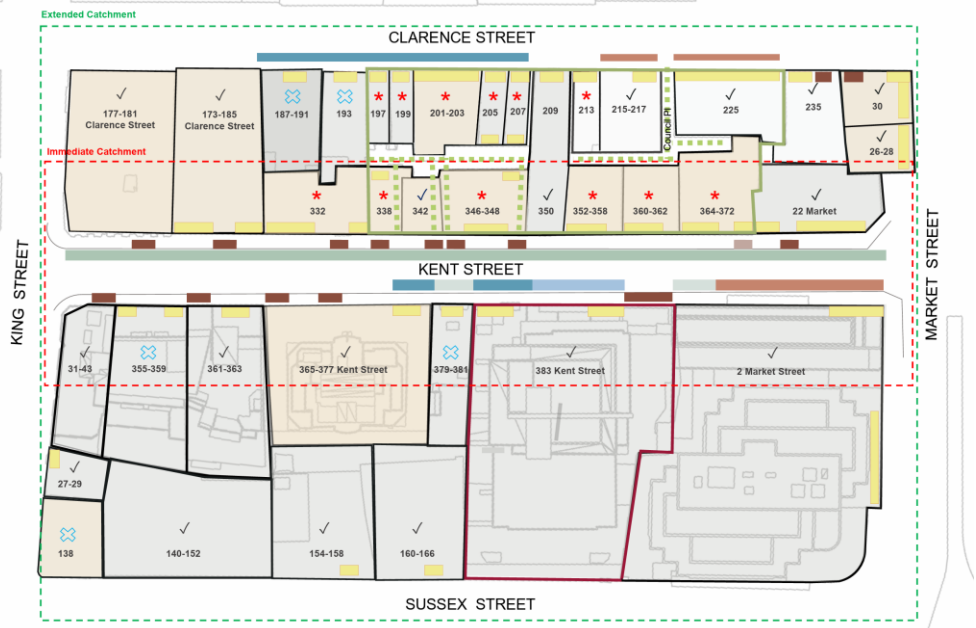 Extended Catchment
CLARENCE STREET
177-181
Clarence Street
173-185
Clarence Street
187-191
193
197
199
201-203
205
207
209
213
215-217
Council Pl
225
235
30
26-28
Immediate Catchment
332
338
342
346-348
350
352-358
360-362
364-372
22 Market
KING STREET
KENT STREET
MARKET STREET
31-43
355-359
361-363
365-377 Kent Street
379-381
383 Kent Street
2 Market Street
27-29
138
140-152
154-158
160-166
SUSSEX STREET